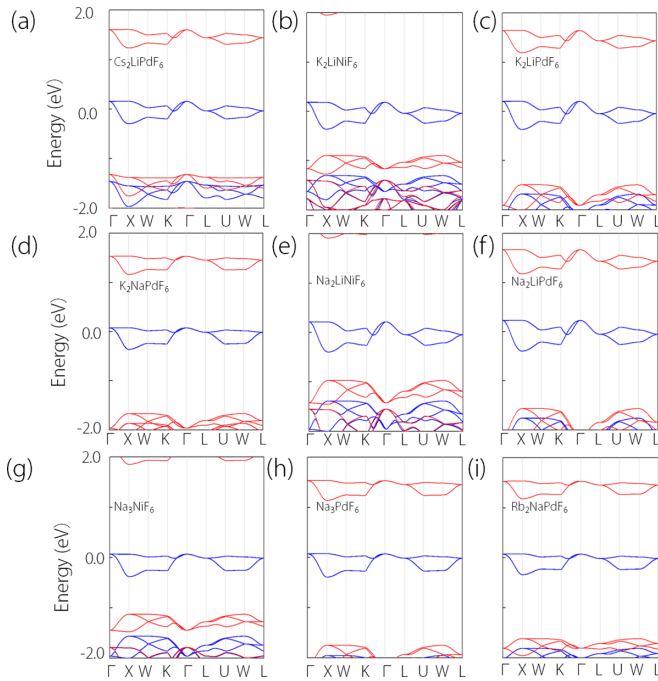 (a) (b) (c)
2.0
Cs₂LiPdF₆ K₂LiNiF₆ K₂LiPdF₆
Energy (eV)
0.0
-2.0
Γ X W K Γ L U W L Γ X W K Γ L U W L Γ X W K Γ L U W L
(d) (e) (f)
2.0
K₂NaPdF₆ Na₂LiNiF₆ Na₂LiPdF₆
Energy (eV)
0.0
-2.0
Γ X W K Γ L U W L Γ X W K Γ L U W L Γ X W K Γ L U W L
(g) (h) (i)
2.0
Na₃NiF₆ Na₃PdF₆ Rb₂NaPdF₆
Energy (eV)
0.0
-2.0
Γ X W K Γ L U W L Γ X W K Γ L U W L Γ X W K Γ L U W L